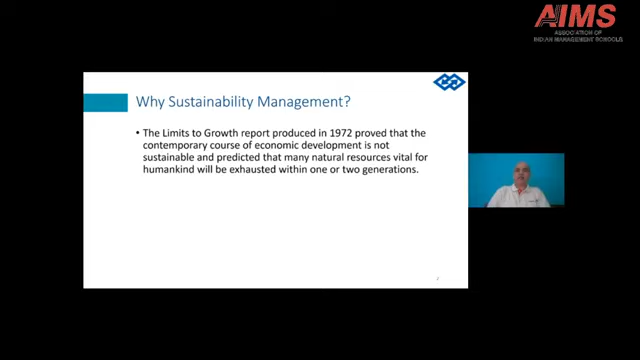 AIMS
ASSOCIATION OF
INDIAN MANAGEMENT SCHOOLS
Why Sustainability Management?
• The Limits to Growth report produced in 1972 proved that the
contemporary course of economic development is not
sustainable and predicted that many natural resources vital for
humankind will be exhausted within one or two generations.